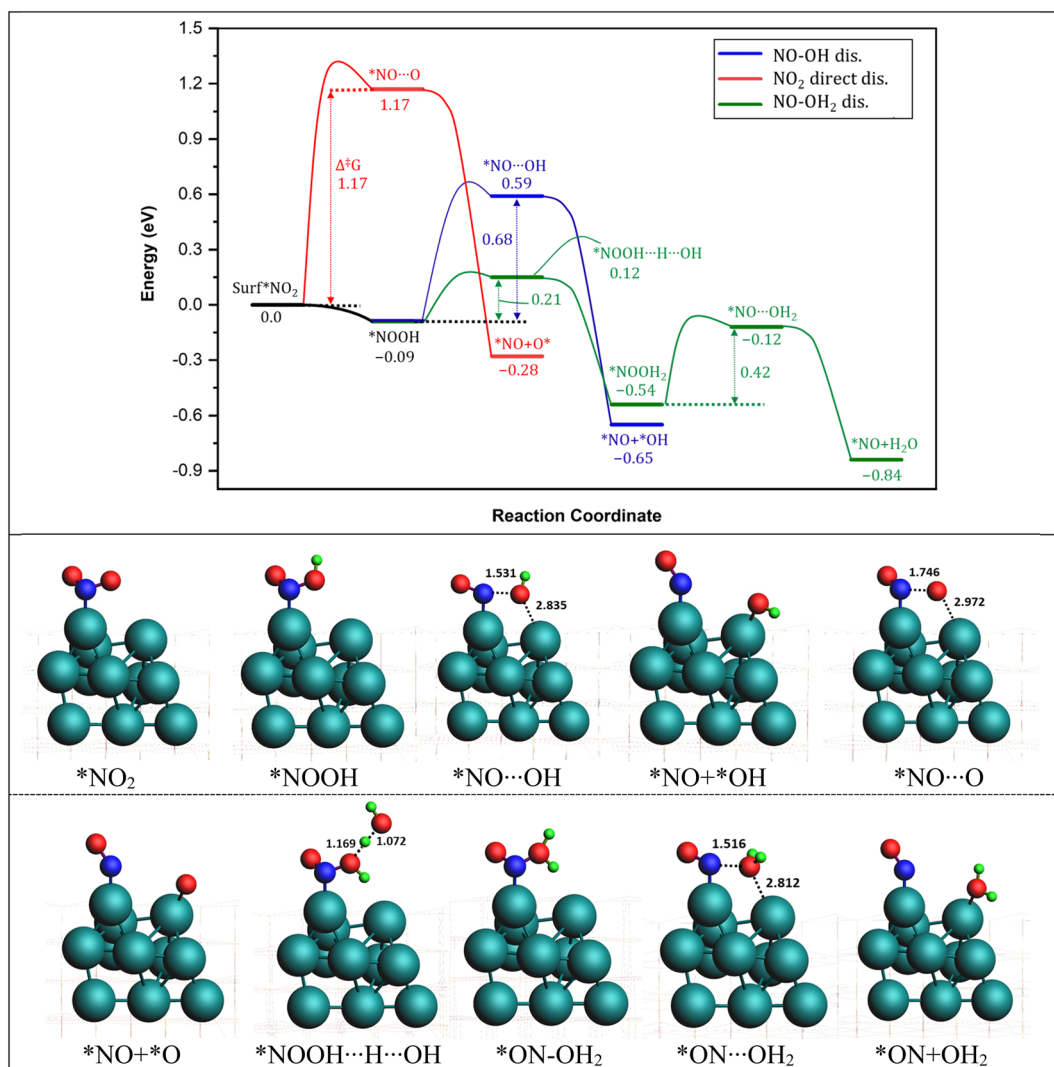 1.5
1.2
0.9
0.6
0.3
0.0
-0.3
-0.6
-0.9
Energy (eV)
Reaction Coordinate
NO-OH dis.
NO₂ direct dis.
NO-OH₂ dis.
*NO···O
1.17
Δ‡G
1.17
*NO···OH
0.59
0.68
*NOOH···H···OH
0.12
0.21
Surf*NO₂
0.0
*NOOH
−0.09
*NO+O*
−0.28
*NO···OH₂
−0.12
0.42
*NOOH₂
−0.54
*NO+*OH
−0.65
*NO+H₂O
−0.84
1.531
2.835
1.746
2.972
*NO₂
*NOOH
*NO···OH
*NO+*OH
*NO···O
1.169
1.072
1.516
2.812
*NO+*O
*NOOH···H···OH
*ON-OH₂
*ON···OH₂
*ON+OH₂